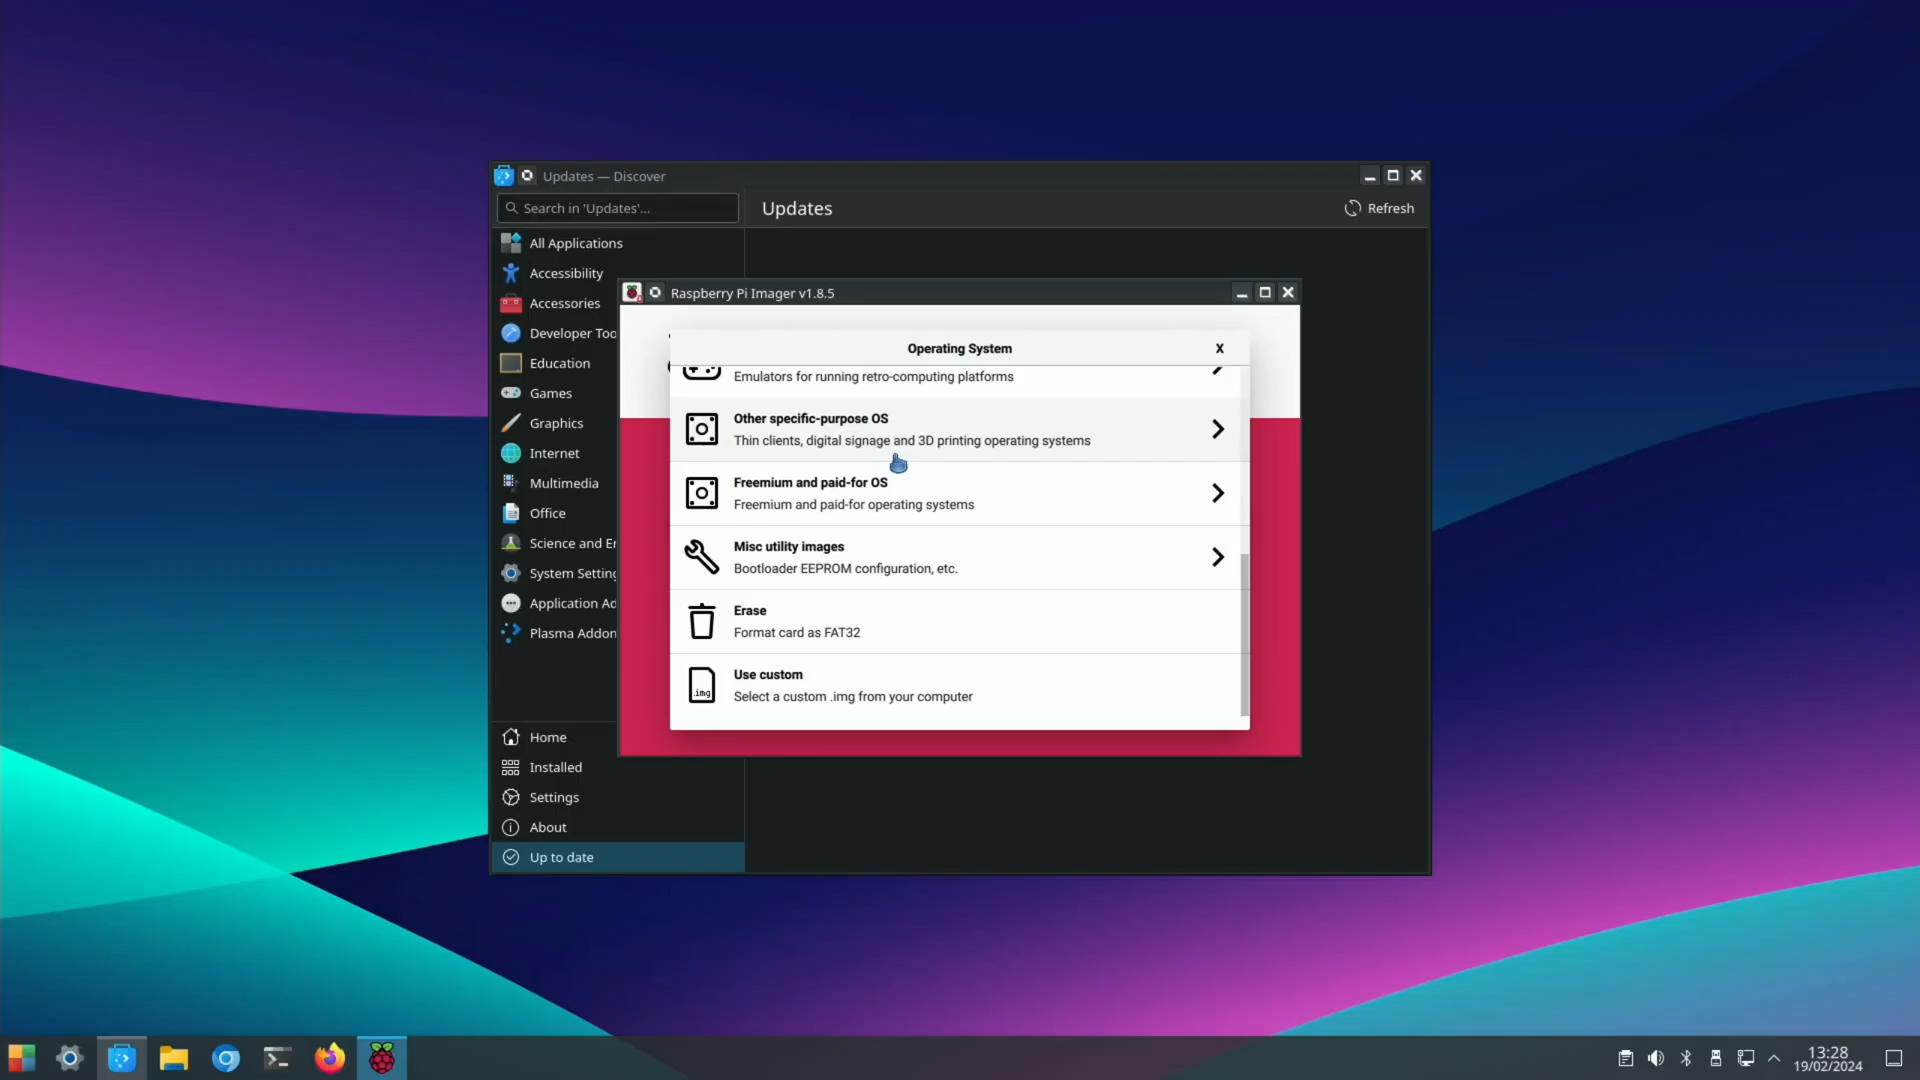 Updates — Discover
Search in 'Updates'...
Updates
Refresh
All Applications
Accessibility
Accessories
Developer Too
Education
Games
Graphics
Internet
Multimedia
Office
Science and En
System Setting
Application Ad
Plasma Addon
Home
Installed
Settings
About
Up to date
Raspberry Pi Imager v1.8.5
Operating System
X
Emulators for running retro-computing platforms
Other specific-purpose OS
Thin clients, digital signage and 3D printing operating systems
Freemium and paid-for OS
Freemium and paid-for operating systems
Misc utility images
Bootloader EEPROM configuration, etc.
Erase
Format card as FAT32
.img
Use custom
Select a custom .img from your computer
13:28
19/02/2024